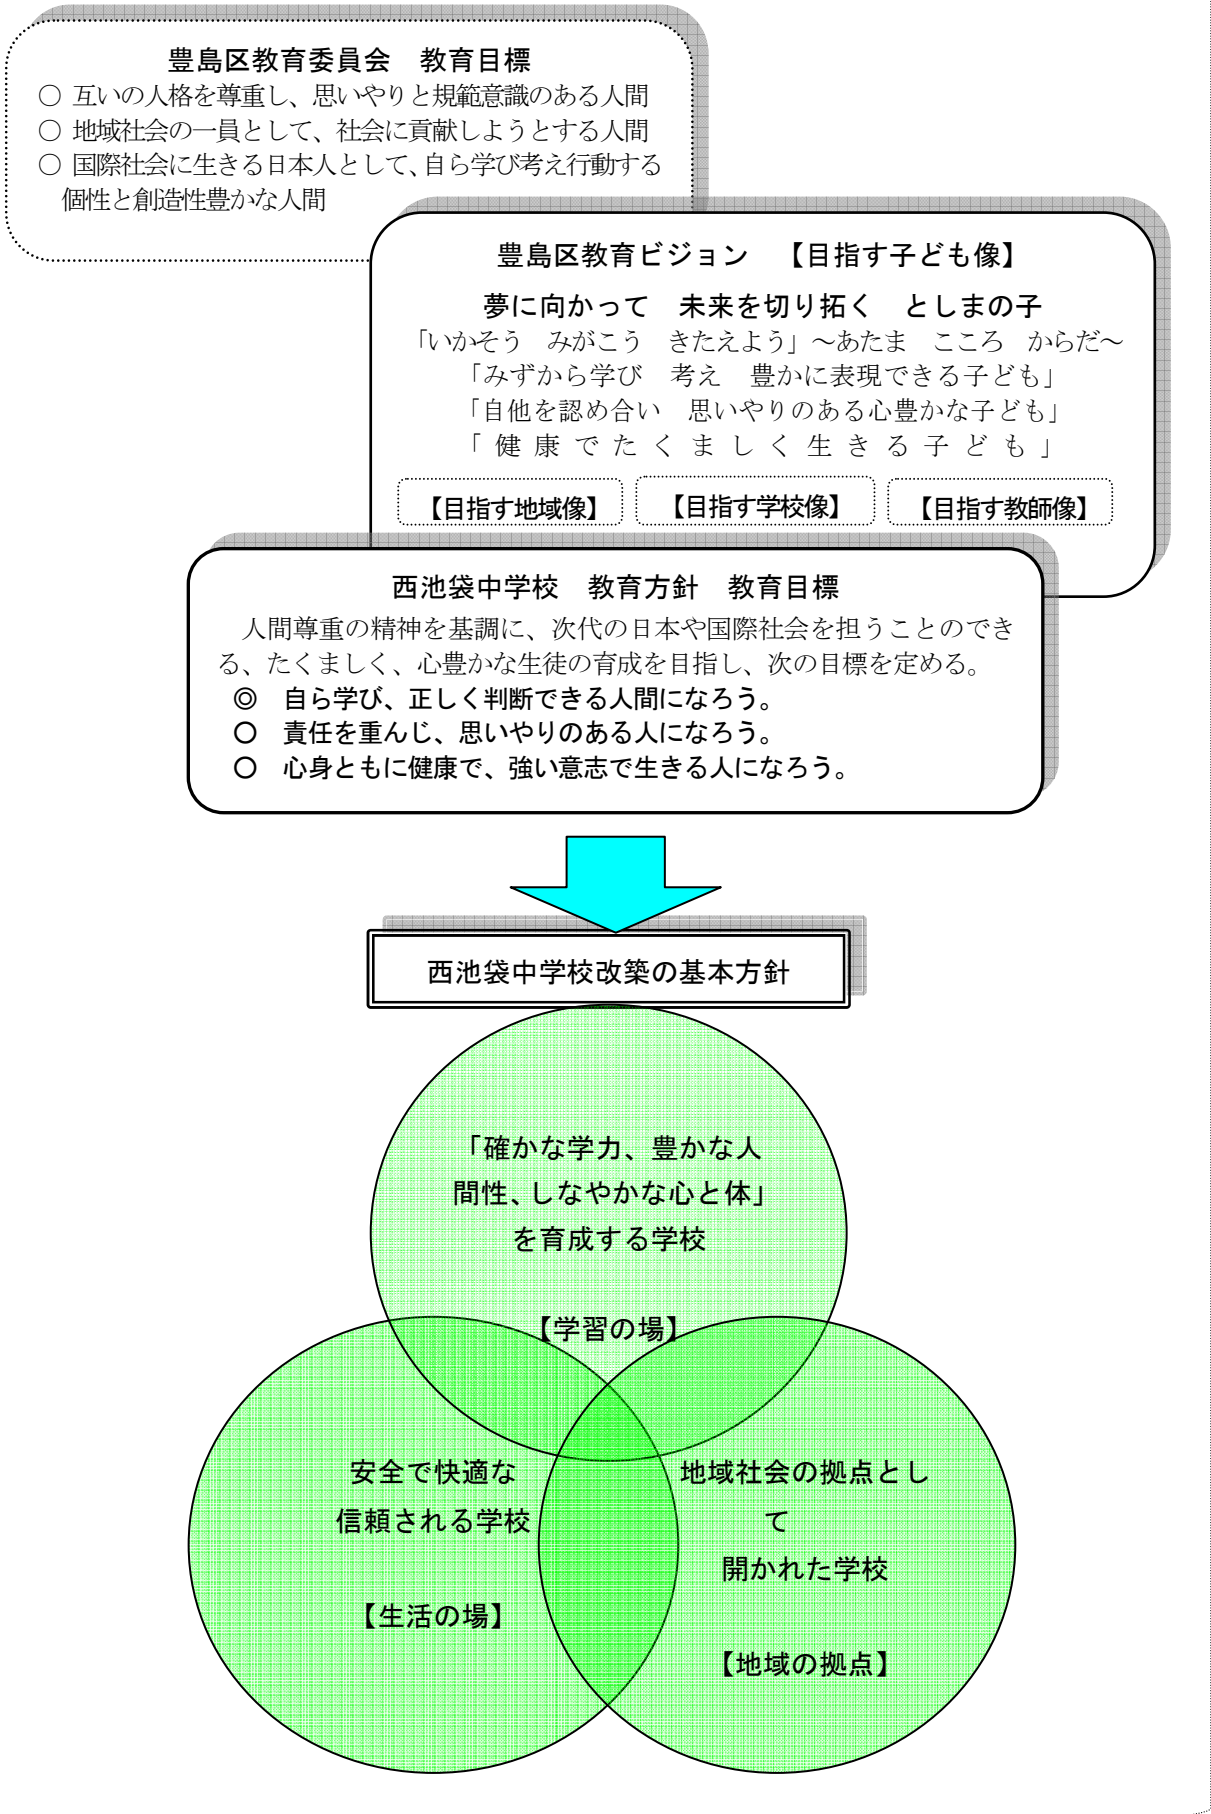 豊島区教育委員会　教育目標
○ 互いの人格を尊重し、思いやりと規範意識のある人間
○ 地域社会の一員として、社会に貢献しようとする人間
○ 国際社会に生きる日本人として、自ら学び考え行動する
個性と創造性豊かな人間
豊島区教育ビジョン　【目指す子ども像】
夢に向かって　未来を切り拓く　としまの子
「いかそう　みがこう　きたえよう」～あたま　こころ　からだ～
「みずから学び　考え　豊かに表現できる子ども」
「自他を認め合い　思いやりのある心豊かな子ども」
「健康でたくましく生きる子ども」
【目指す地域像】　【目指す学校像】　【目指す教師像】
西池袋中学校　教育方針　教育目標
人間尊重の精神を基調に、次代の日本や国際社会を担うことのでき
る、たくましく、心豊かな生徒の育成を目指し、次の目標を定める。
◎　自ら学び、正しく判断できる人間になろう。
○　責任を重んじ、思いやりのある人になろう。
○　心身ともに健康で、強い意志で生きる人になろう。
西池袋中学校改築の基本方針
「確かな学力、豊かな人
間性、しなやかな心と体」
を育成する学校
【学習の場】
安全で快適な
信頼される学校
【生活の場】
地域社会の拠点とし
て
開かれた学校
【地域の拠点】